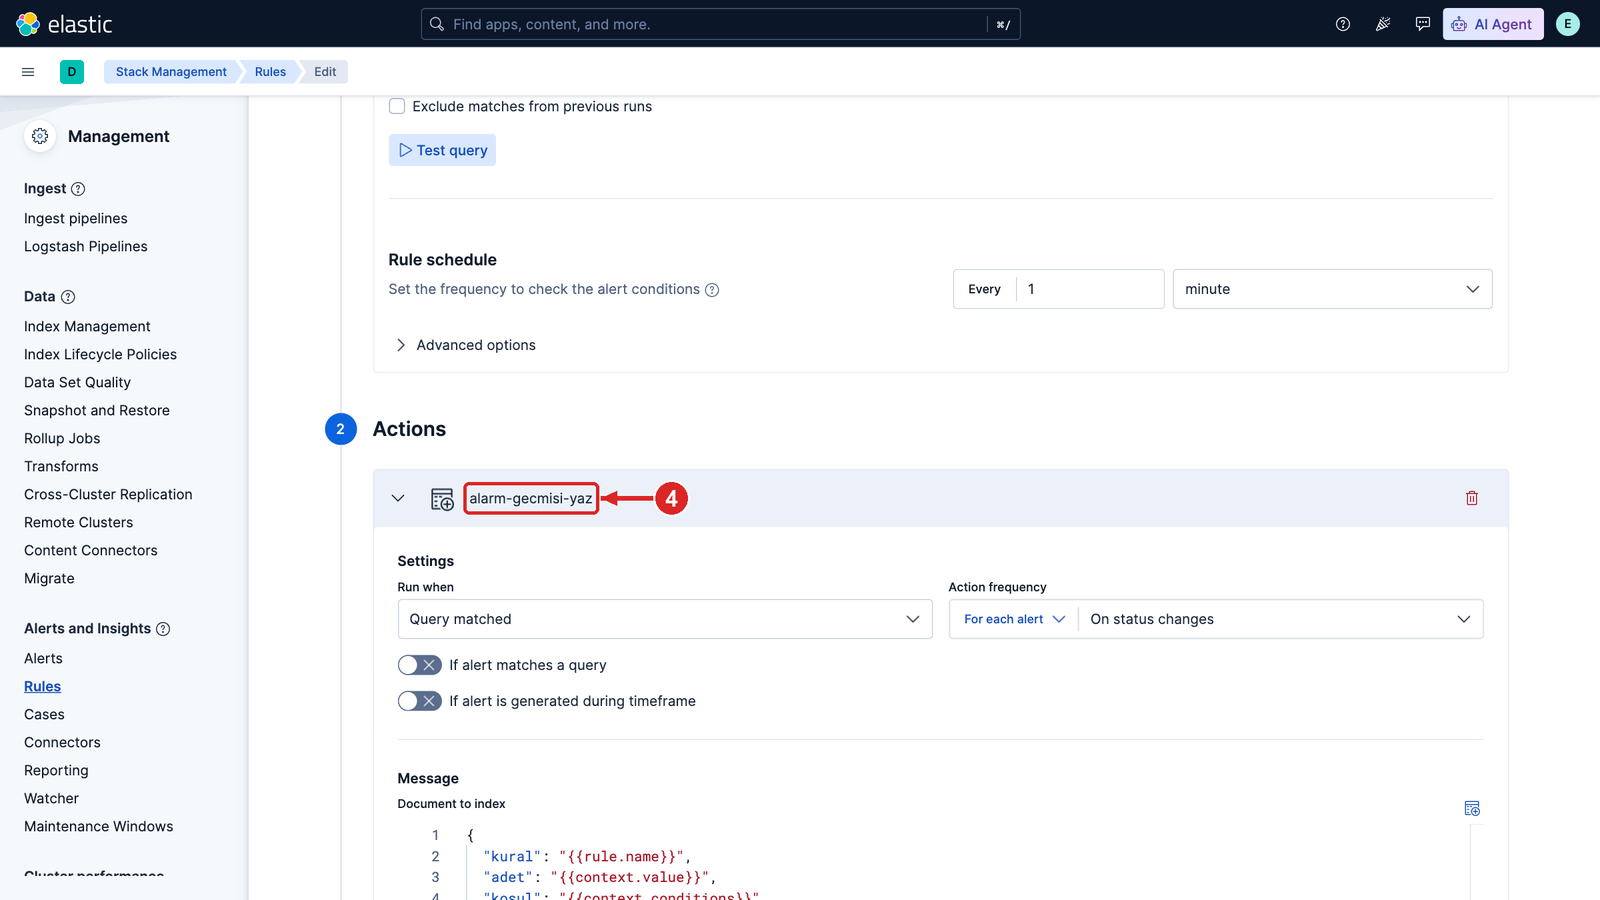 elastic
Find apps, content, and more.
⌘/
AI Agent
E
D
Stack Management
Rules
Edit
Management
Ingest
Ingest pipelines
Logstash Pipelines
Data
Index Management
Index Lifecycle Policies
Data Set Quality
Snapshot and Restore
Rollup Jobs
Transforms
Cross-Cluster Replication
Remote Clusters
Content Connectors
Migrate
Alerts and Insights
Alerts
Rules
Cases
Connectors
Reporting
Watcher
Maintenance Windows
Cluster performance
Exclude matches from previous runs
Test query
Rule schedule
Set the frequency to check the alert conditions
Every 1 minute
Advanced options
2 Actions
alarm-gecmisi-yaz 4
Settings
Run when
Query matched
Action frequency
For each alert On status changes
If alert matches a query
If alert is generated during timeframe
Message
Document to index
1 {
2 "kural": "{{rule.name}}",
3 "adet": "{{context.value}}",
4 "kosul": "{{context.conditions}}"